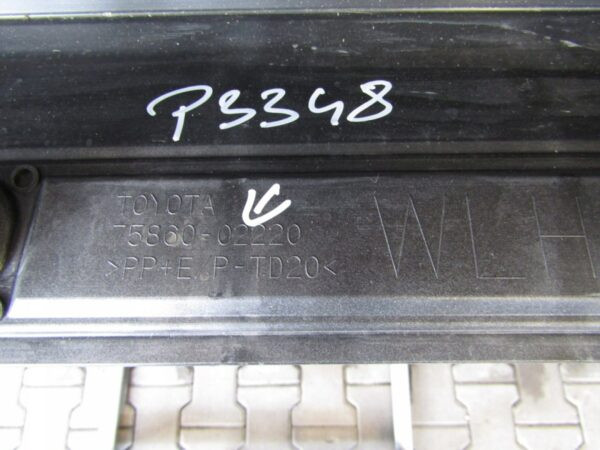 P3348
TOYOTA
75860-02220
>PP+E P-TD20<
WLH